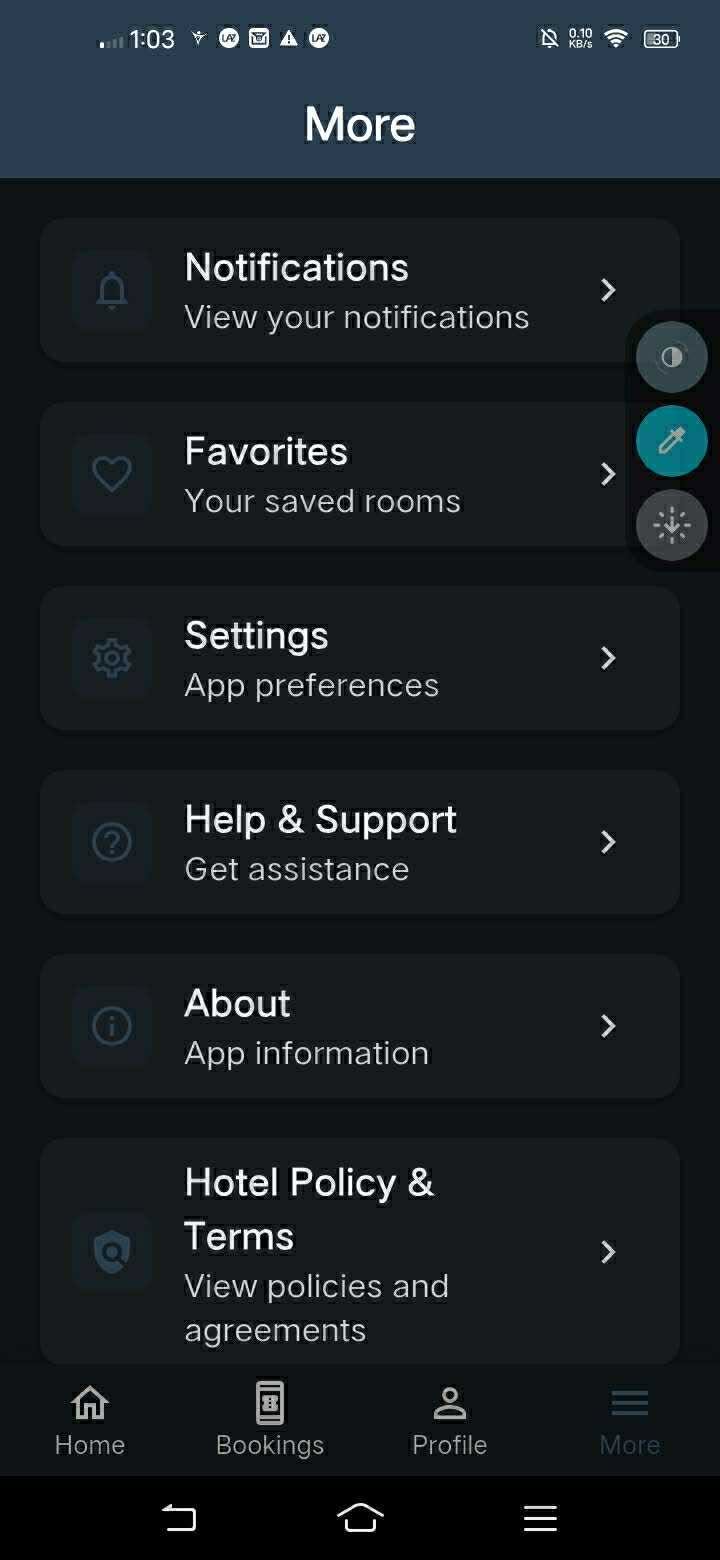 1:03
0.10
KB/s
30
More
Notifications
View your notifications
Favorites
Your saved rooms
Settings
App preferences
Help & Support
Get assistance
About
App information
Hotel Policy &
Terms
View policies and
agreements
Home
Bookings
Profile
More